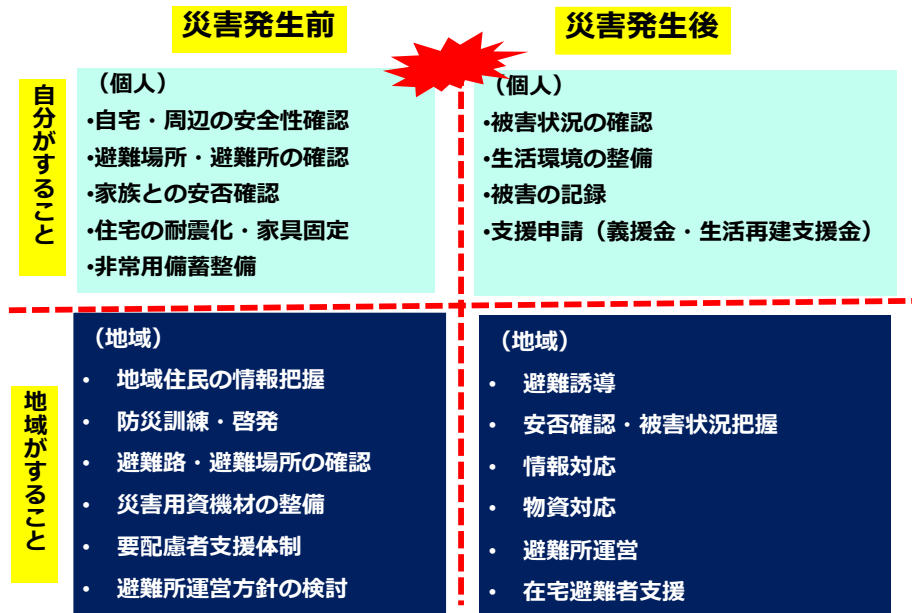 災害発生前
災害発生後
自分がすること
（個人）
・自宅・周辺の安全性確認
・避難場所・避難所の確認
・家族との安否確認
・住宅の耐震化・家具固定
・非常用備蓄整備
（個人）
・被害状況の確認
・生活環境の整備
・被害の記録
・支援申請（義援金・生活再建支援金）
地域がすること
（地域）
・ 地域住民の情報把握
・ 防災訓練・啓発
・ 避難路・避難場所の確認
・ 災害用資機材の整備
・ 要配慮者支援体制
・ 避難所運営方針の検討
（地域）
・ 避難誘導
・ 安否確認・被害状況把握
・ 情報対応
・ 物資対応
・ 避難所運営
・ 在宅避難者支援